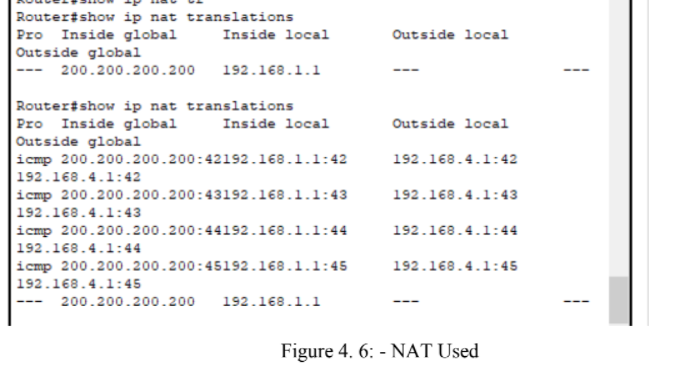 Router#show ip nat tr
Router#show ip nat translations
Pro  Inside global     Inside local       Outside local
Outside global
---  200.200.200.200   192.168.1.1        ---                ---
Router#show ip nat translations
Pro  Inside global     Inside local       Outside local
Outside global
icmp 200.200.200.200:42192.168.1.1:42     192.168.4.1:42
192.168.4.1:42
icmp 200.200.200.200:43192.168.1.1:43     192.168.4.1:43
192.168.4.1:43
icmp 200.200.200.200:44192.168.1.1:44     192.168.4.1:44
192.168.4.1:44
icmp 200.200.200.200:45192.168.1.1:45     192.168.4.1:45
192.168.4.1:45
---  200.200.200.200   192.168.1.1        ---                ---
Figure 4. 6: - NAT Used